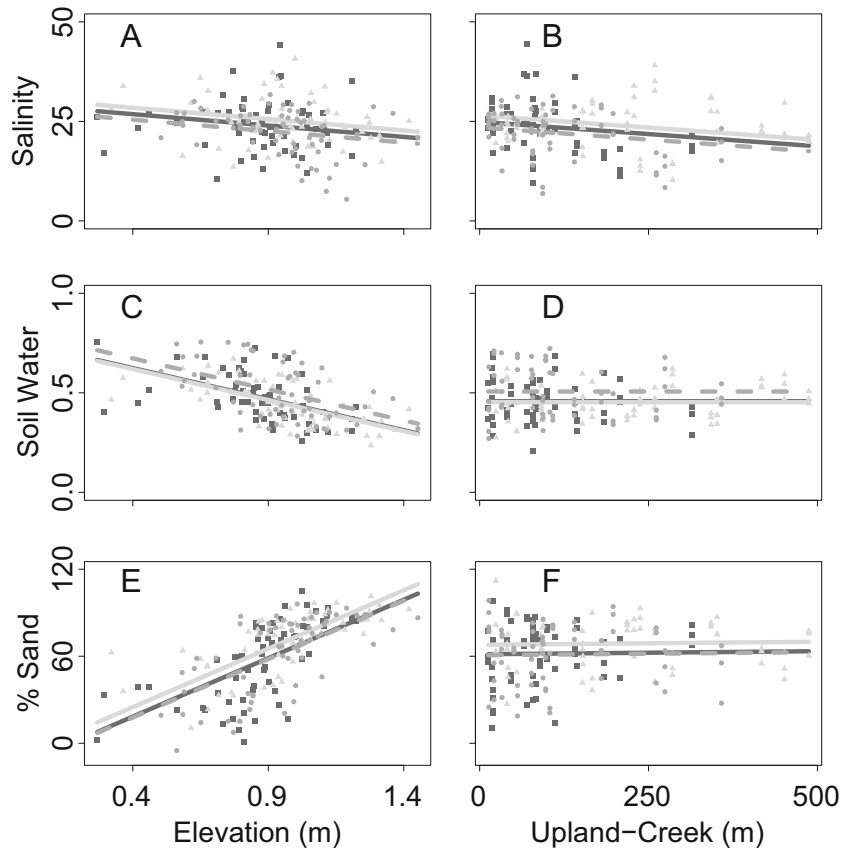 A
B
Salinity
50
25
0
C
D
Soil Water
1.0
0.5
0.0
E
F
% Sand
120
60
0
0.4 0.9 1.4
0 250 500
Elevation (m)
Upland−Creek (m)